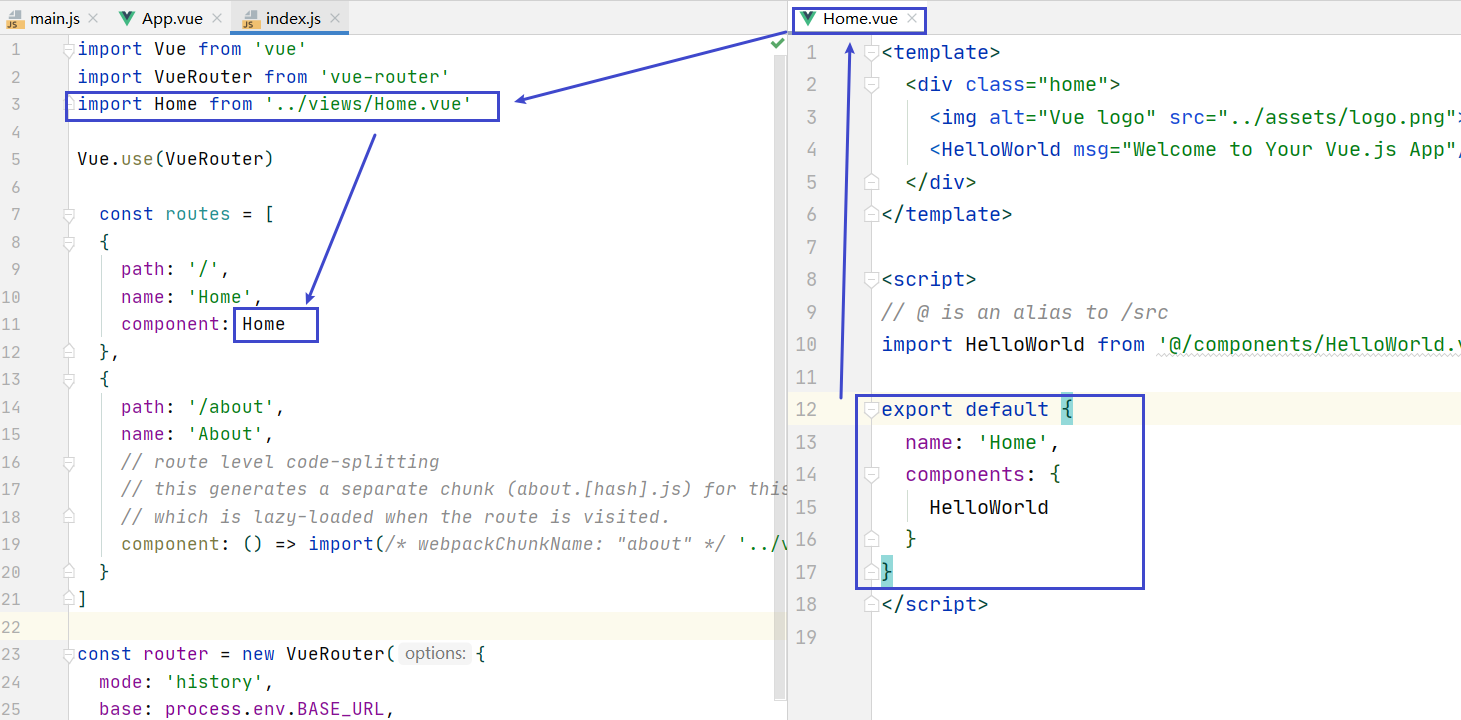 main.js
App.vue
index.js
1 import Vue from 'vue'
2 import VueRouter from 'vue-router'
3 import Home from '../views/Home.vue'
4
5 Vue.use(VueRouter)
6
7 const routes = [
8 {
9 path: '/',
10 name: 'Home',
11 component: Home
12 },
13 {
14 path: '/about',
15 name: 'About',
16 // route level code-splitting
17 // this generates a separate chunk (about.[hash].js) for this
18 // which is lazy-loaded when the route is visited.
19 component: () => import(/* webpackChunkName: "about" */ '../v
20 }
21 ]
22
23 const router = new VueRouter( options: {
24 mode: 'history',
25 base: process.env.BASE_URL,
Home.vue
1 <template>
2 <div class="home">
3 <img alt="Vue logo" src="../assets/logo.png">
4 <HelloWorld msg="Welcome to Your Vue.js App"/
5 </div>
6 </template>
7
8 <script>
9 // @ is an alias to /src
10 import HelloWorld from '@/components/HelloWorld.v
11
12 export default {
13 name: 'Home',
14 components: {
15 HelloWorld
16 }
17 }
18 </script>
19